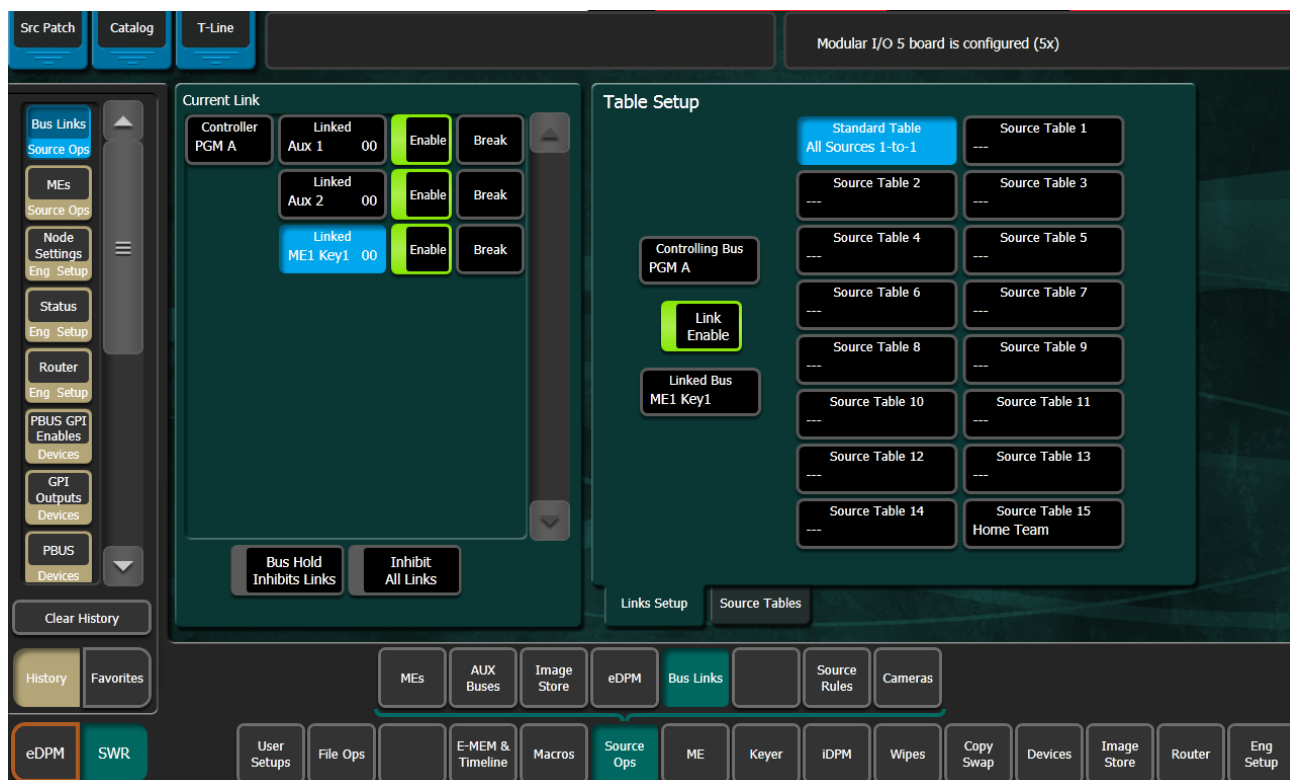 Src Patch
Catalog
T-Line
Modular I/O 5 board is configured (5x)
Bus Links
Source Ops
MEs
Source Ops
Node
Settings
Eng Setup
Status
Eng Setup
Router
Eng Setup
PBUS GPI
Enables
Devices
GPI
Outputs
Devices
PBUS
Devices
Clear History
History
Favorites
Current Link
Controller
PGM A
Linked
Aux 1 00
Enable
Break
Linked
Aux 2 00
Enable
Break
Linked
ME1 Key1 00
Enable
Break
Bus Hold
Inhibits Links
Inhibit
All Links
Table Setup
Controlling Bus
PGM A
Link
Enable
Linked Bus
ME1 Key1
Standard Table
All Sources 1-to-1
Source Table 1
---
Source Table 2
---
Source Table 3
---
Source Table 4
---
Source Table 5
---
Source Table 6
---
Source Table 7
---
Source Table 8
---
Source Table 9
---
Source Table 10
---
Source Table 11
---
Source Table 12
---
Source Table 13
---
Source Table 14
---
Source Table 15
Home Team
Links Setup
Source Tables
MEs
AUX
Buses
Image
Store
eDPM
Bus Links
Source
Rules
Cameras
eDPM
SWR
User
Setups
File Ops
E-MEM &
Timeline
Macros
Source
Ops
ME
Keyer
iDPM
Wipes
Copy
Swap
Devices
Image
Store
Router
Eng
Setup